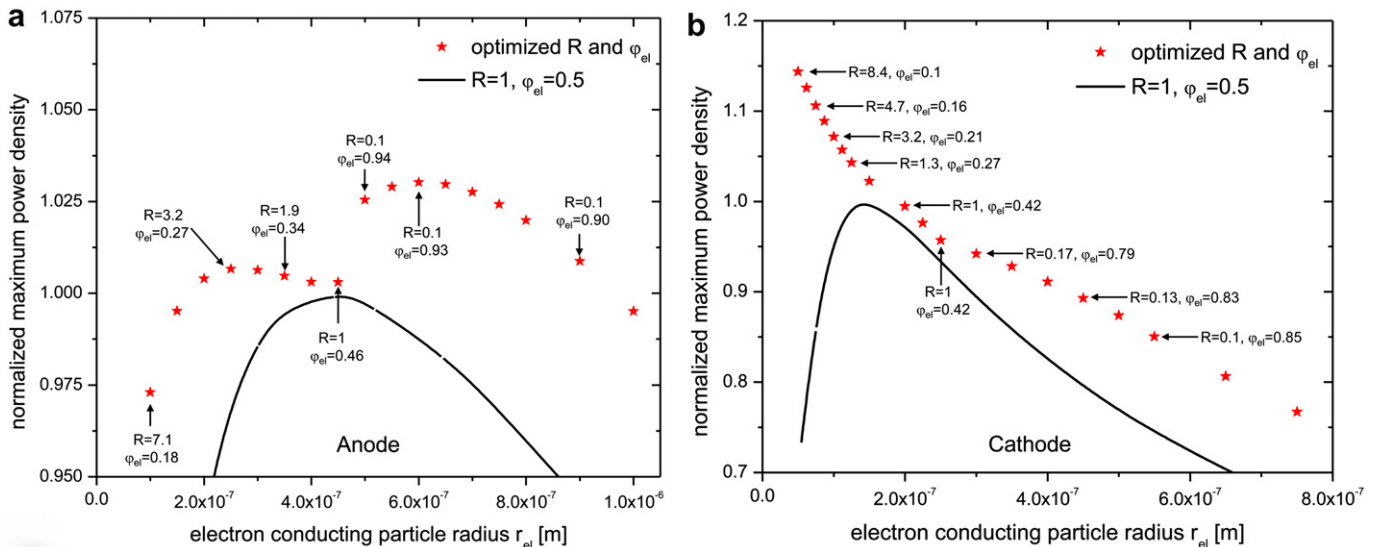 a
1.075
1.050
1.025
1.000
0.975
0.950
normalized maximum power density
optimized R and φel
R=1, φel=0.5
R=0.1
φel=0.94
R=3.2
φel=0.27
R=1.9
φel=0.34
R=0.1
φel=0.93
R=0.1
φel=0.90
R=1
φel=0.46
R=7.1
φel=0.18
Anode
0.0
2.0x10⁻⁷
4.0x10⁻⁷
6.0x10⁻⁷
8.0x10⁻⁷
1.0x10⁻⁶
electron conducting particle radius rel [m]
b
1.2
1.1
1.0
0.9
0.8
0.7
normalized maximum power density
optimized R and φel
R=1, φel=0.5
R=8.4, φel=0.1
R=4.7, φel=0.16
R=3.2, φel=0.21
R=1.3, φel=0.27
R=1, φel=0.42
R=0.17, φel=0.79
R=1
φel=0.42
R=0.13, φel=0.83
R=0.1, φel=0.85
Cathode
0.0
2.0x10⁻⁷
4.0x10⁻⁷
6.0x10⁻⁷
8.0x10⁻⁷
electron conducting particle radius rel [m]